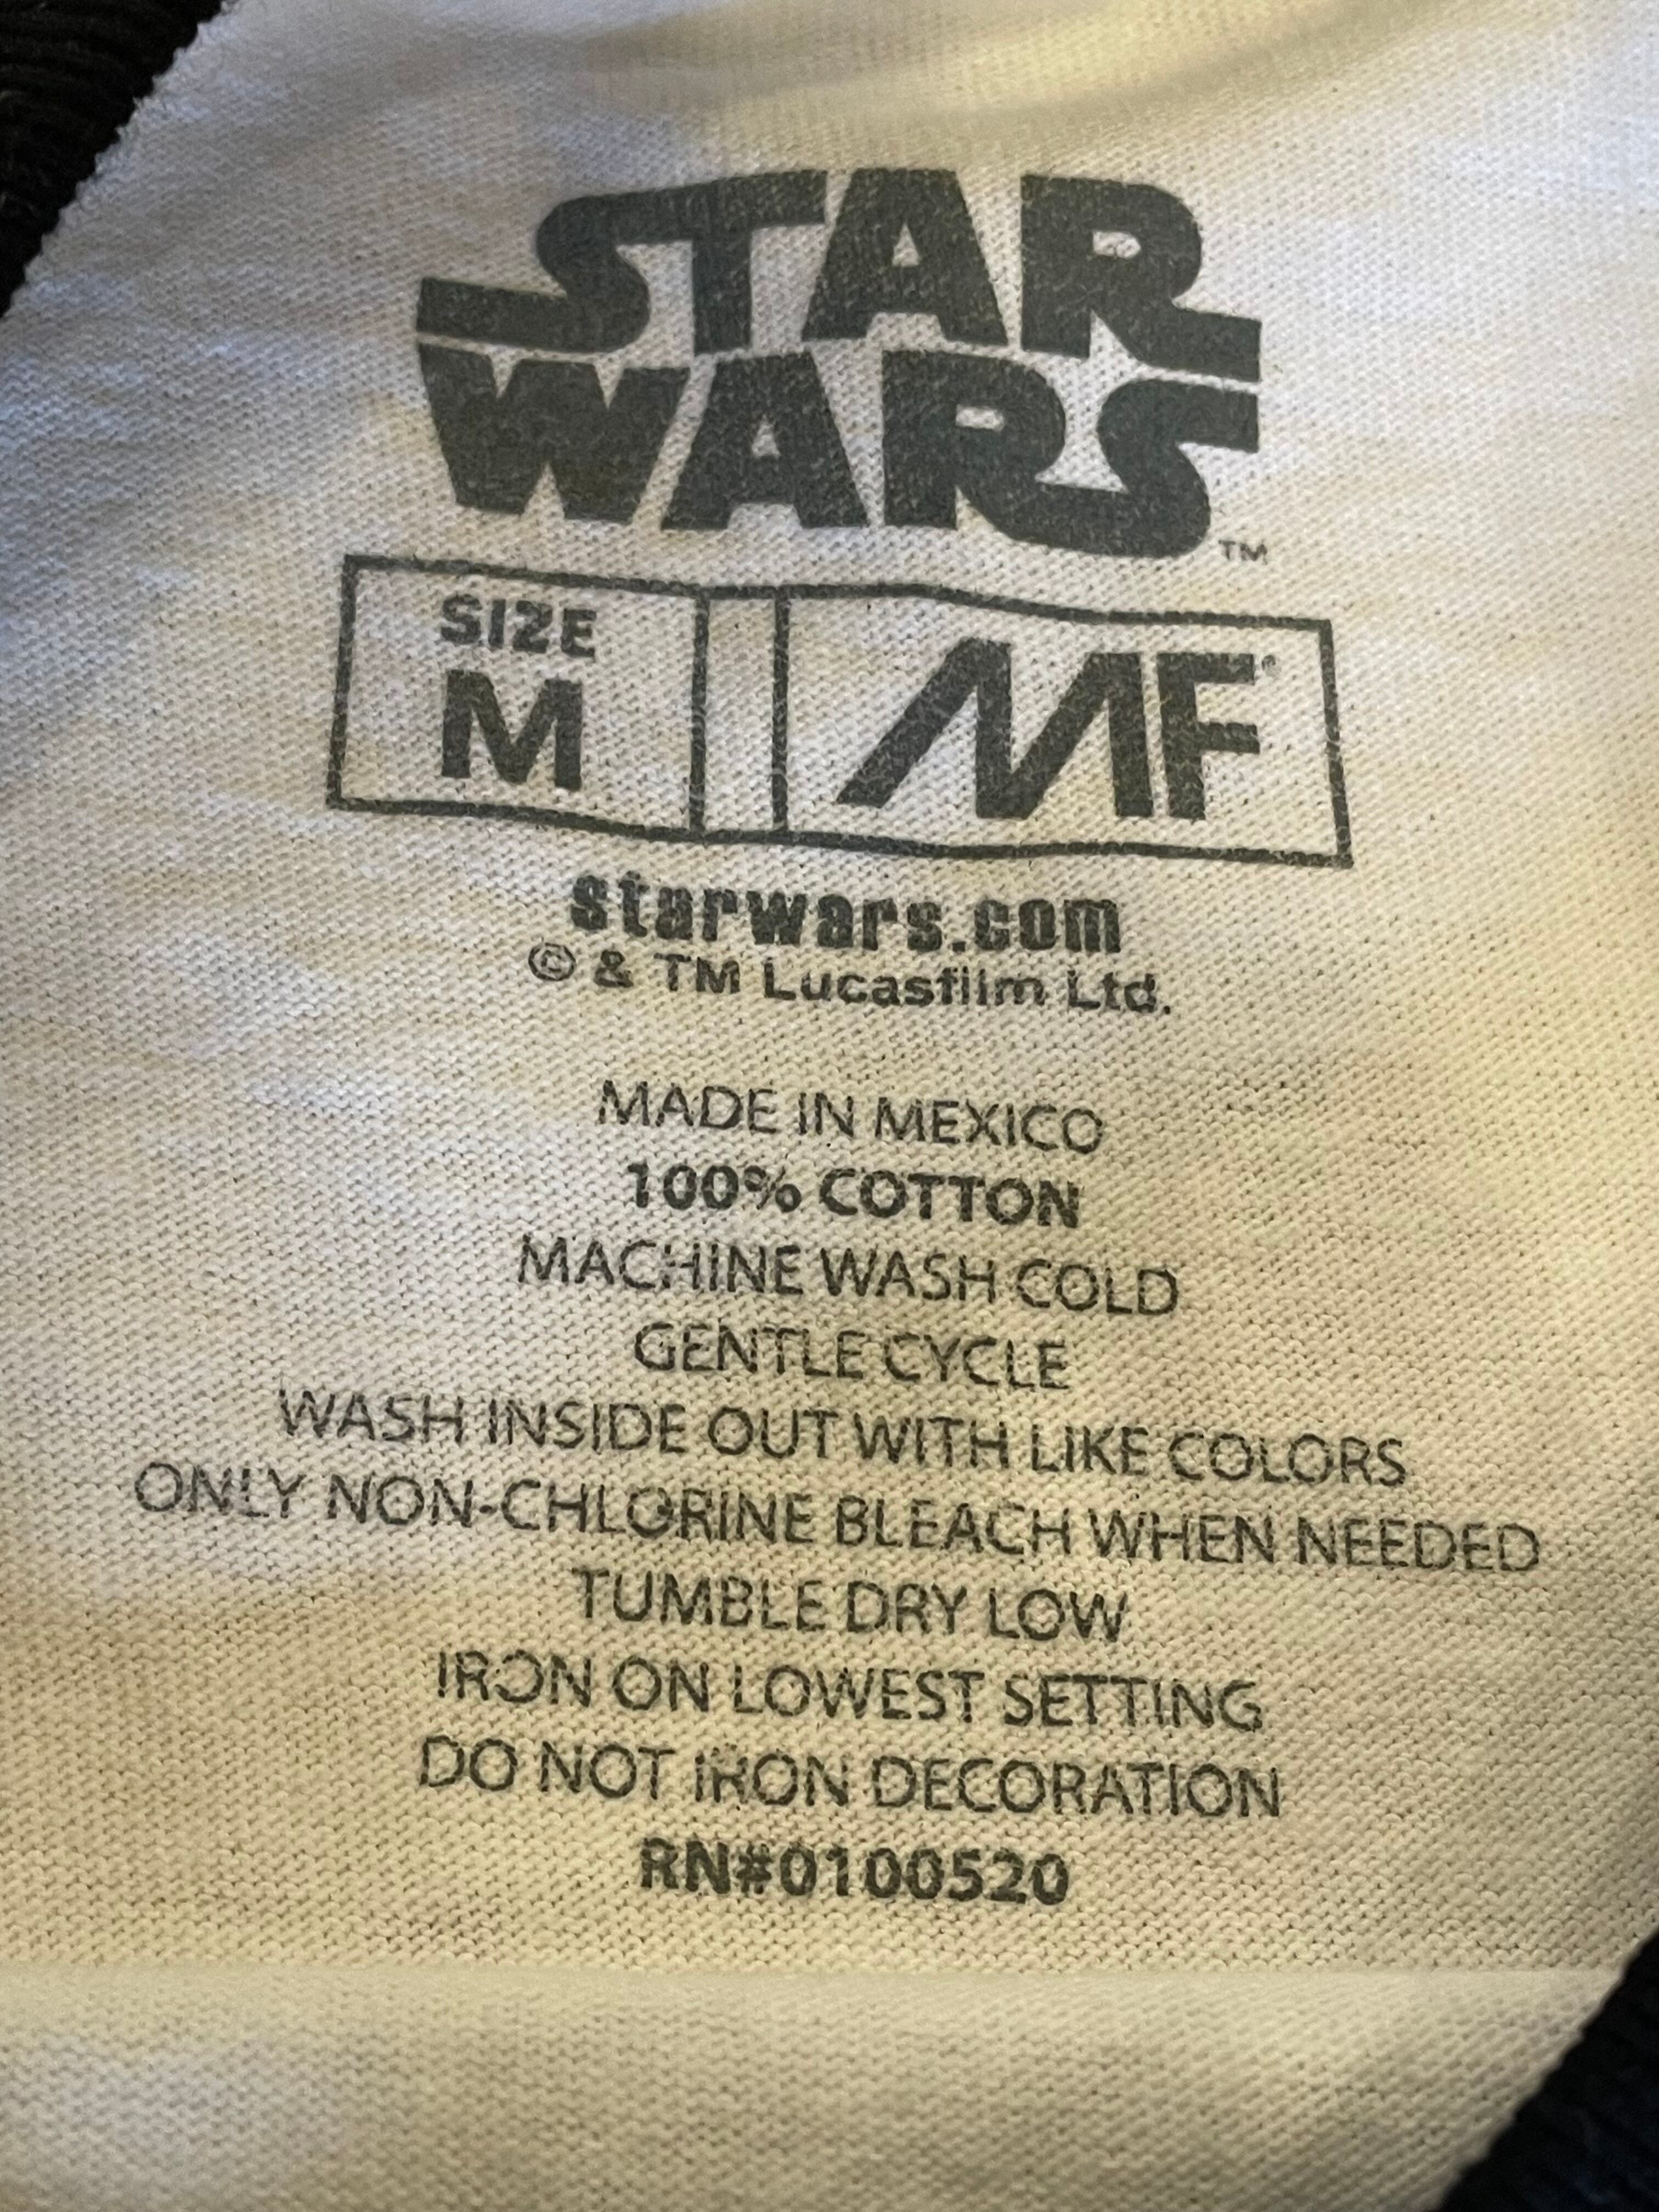 STAR
WARS™
SIZE
M
MF®
starwars.com
© & TM Lucasfilm Ltd.
MADE IN MEXICO
100% COTTON
MACHINE WASH COLD
GENTLE CYCLE
WASH INSIDE OUT WITH LIKE COLORS
ONLY NON-CHLORINE BLEACH WHEN NEEDED
TUMBLE DRY LOW
IRON ON LOWEST SETTING
DO NOT IRON DECORATION
RN#0100520